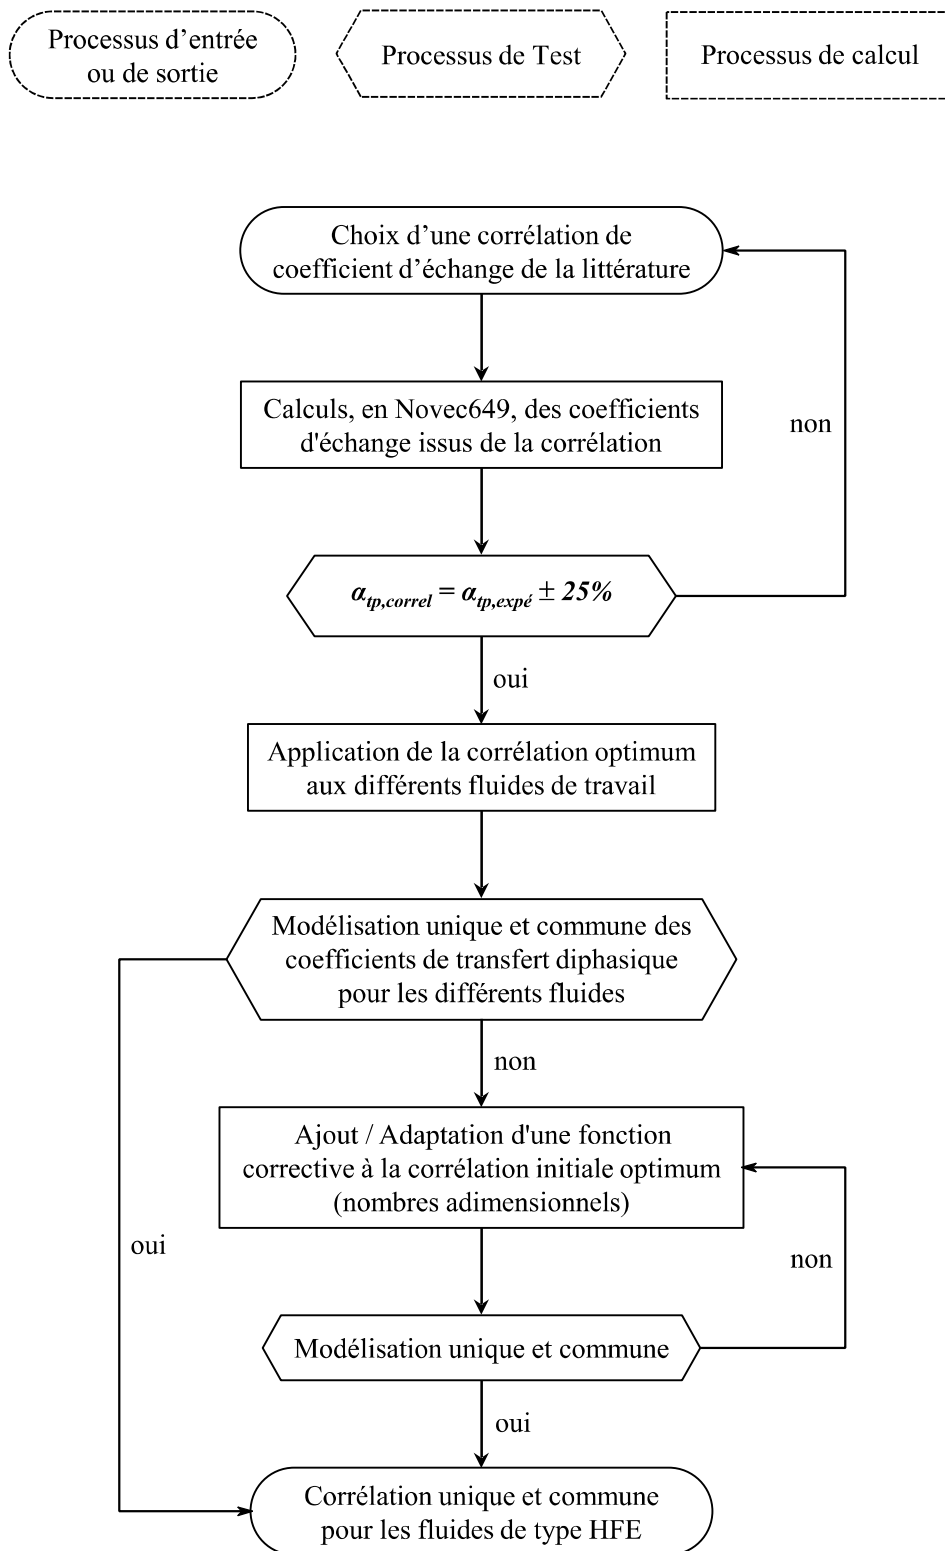 Processus d’entrée
ou de sortie
Processus de Test
Processus de calcul
Choix d’une corrélation de
coefficient d’échange de la littérature
Calculs, en Novec649, des coefficients
d'échange issus de la corrélation
non
α_tp,correl = α_tp,expé ± 25%
oui
Application de la corrélation optimum
aux différents fluides de travail
Modélisation unique et commune des
coefficients de transfert diphasique
pour les différents fluides
non
Ajout / Adaptation d'une fonction
corrective à la corrélation initiale optimum
(nombres adimensionnels)
oui
non
Modélisation unique et commune
oui
Corrélation unique et commune
pour les fluides de type HFE